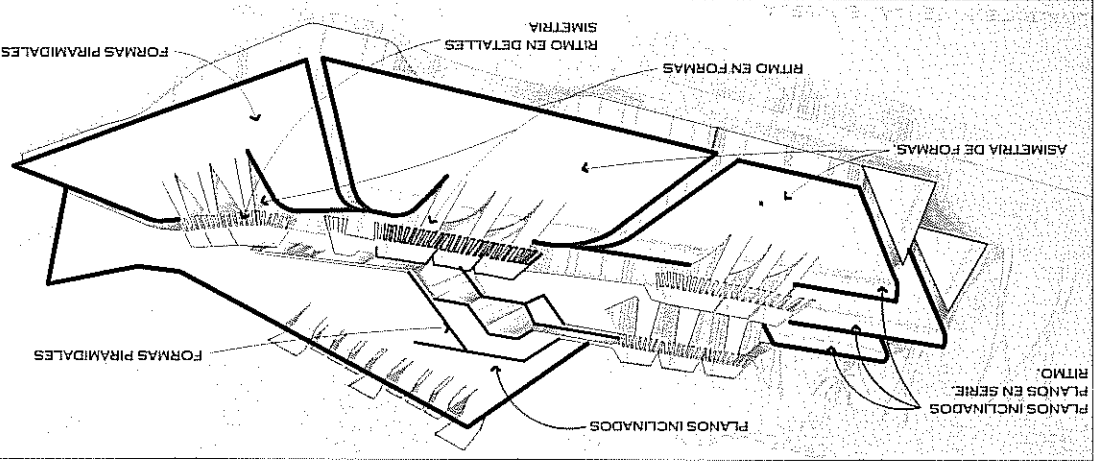 PLANOS INCLINADOS
PLANOS EN SERIE.
RITMO.
PLANOS INCLINADOS
FORMAS PIRAMIDALES
ASIMETRIA DE FORMAS.
RITMO EN FORMAS
RITMO EN DETALLES
SIMETRIA
FORMAS PIRAMIDALES